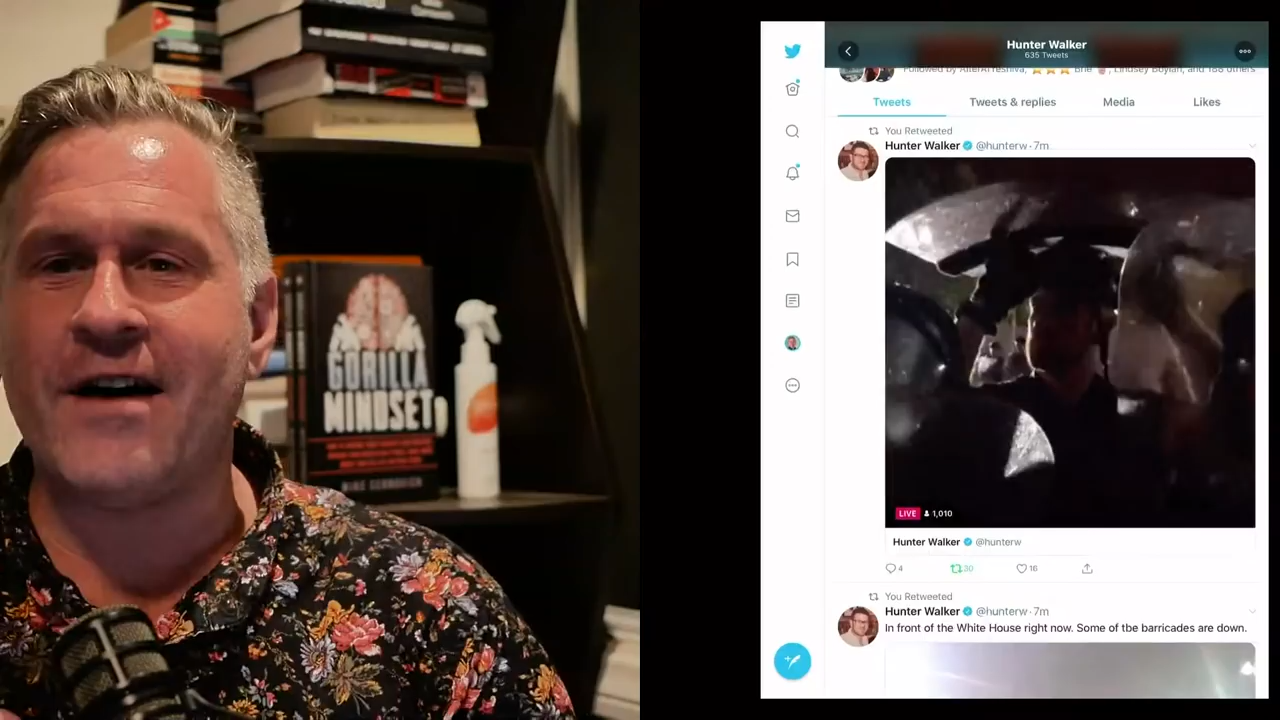 GORILLA
MINDSET
Hunter Walker
635 Tweets
Tweets
Tweets & replies
Media
Likes
You Retweeted
Hunter Walker @hunterw · 7m
LIVE 1,010
Hunter Walker @hunterw
4
30
16
You Retweeted
Hunter Walker @hunterw · 7m
In front of the White House right now. Some of tbe barricades are down.